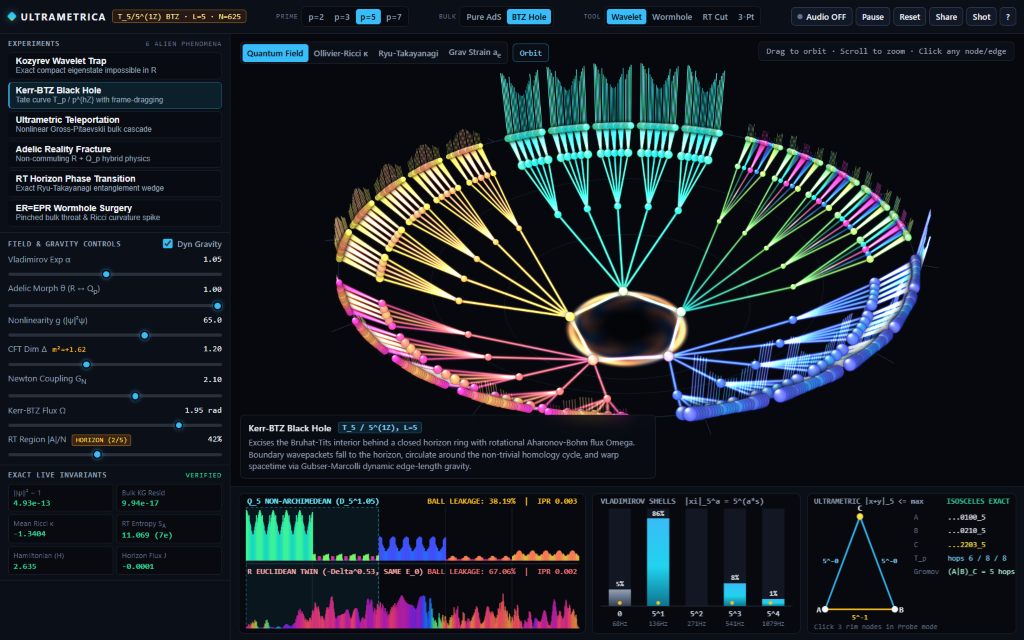 ULTRAMETRICA
T_5/5^(1Z) BTZ · L=5 · N=625
PRIME p=2 p=3 p=5 p=7
BULK Pure AdS BTZ Hole
TOOL Wavelet Wormhole RT Cut 3-Pt
Audio OFF Pause Reset Share Shot ?
EXPERIMENTS 6 ALIEN PHENOMENA
Kozyrev Wavelet Trap
Exact compact eigenstate impossible in R
Kerr-BTZ Black Hole
Tate curve T_p / p^(hZ) with frame-dragging
Ultrametric Teleportation
Nonlinear Gross-Pitaevskii bulk cascade
Adelic Reality Fracture
Non-commuting R + Q_p hybrid physics
RT Horizon Phase Transition
Exact Ryu-Takayanagi entanglement wedge
ER=EPR Wormhole Surgery
Pinched bulk throat & Ricci curvature spike
FIELD & GRAVITY CONTROLS Dyn Gravity
Vladimirov Exp α 1.05
Adelic Morph θ (R ↔ Qp) 1.00
Nonlinearity g (|ψ|²ψ) 65.0
CFT Dim Δ m²=+1.62 1.20
Newton Coupling GN 2.10
Kerr-BTZ Flux Ω 1.95 rad
RT Region |A|/N HORIZON (2/5) 42%
EXACT LIVE INVARIANTS VERIFIED
||ψ||² − 1
4.93e-13
Bulk KG Resid
9.94e-17
Mean Ricci κ
-1.3404
RT Entropy SA
11.069 (7e)
Hamiltonian ⟨H⟩
2.635
Horizon Flux J
-0.0001
Quantum Field Ollivier-Ricci κ Ryu-Takayanagi Grav Strain ae Orbit
Drag to orbit · Scroll to zoom · Click any node/edge
Kerr-BTZ Black Hole T_5 / 5^(1Z), L=5
Excises the Bruhat-Tits interior behind a closed horizon ring with rotational Aharonov-Bohm flux Omega.
Boundary wavepackets fall to the horizon, circulate around the non-trivial homology cycle, and warp
spacetime via Gubser-Marcolli dynamic edge-length gravity.
Q_5 NON-ARCHIMEDEAN (D_5^1.05) BALL LEAKAGE: 38.19% | IPR 0.003
R EUCLIDEAN TWIN (-Delta^0.53, SAME E_0) BALL LEAKAGE: 67.06% | IPR 0.002
VLADIMIROV SHELLS |xi|_5^a = 5^(a*s)
5% 86% 8% 1%
0 5^1 5^2 5^3 5^4
68Hz 136Hz 271Hz 541Hz 1079Hz
ULTRAMETRIC |x+y|_5 <= max ISOSCELES EXACT
C
5^-0 5^-0
A B
5^-1
A ...0100_5
B ...0210_5
C ...2203_5
T_p hops 6 / 8 / 8
Gromov (A|B)_C = 5 hops
Click 3 rim nodes in Probe mode